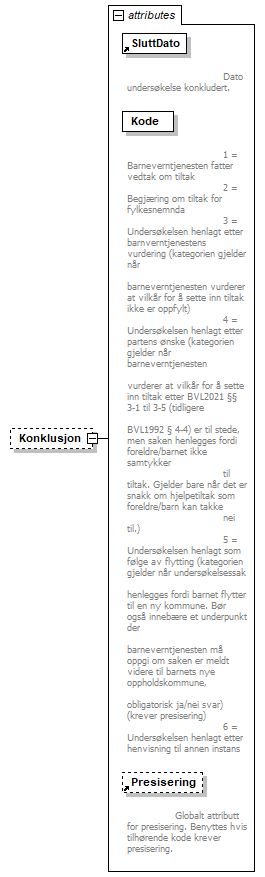 attributes
SluttDato
Dato
undersøkelse konkludert.
Kode
1 =
Barneverntjenesten fatter
vedtak om tiltak
2 =
Begjæring om tiltak for
fylkesnemnda
3 =
Undersøkelsen henlagt etter
barnverntjenestens
vurdering (kategorien gjelder
når
barneverntjenesten vurderer
at vilkår for å sette inn tiltak
ikke er oppfylt)
4 =
Undersøkelsen henlagt etter
partens ønske (kategorien
gjelder når
barneverntjenesten
vurderer at vilkår for å sette
inn tiltak etter BVL2021 §§
3-1 til 3-5 (tidligere
BVL1992 § 4-4) er til stede,
men saken henlegges fordi
foreldre/barnet ikke
samtykker
til
tiltak. Gjelder bare når det er
snakk om hjelpetiltak som
foreldre/barn kan takke
nei
til.)
5 =
Undersøkelsen henlagt som
følge av flytting (kategorien
gjelder når undersøkelsessak
henlegges fordi barnet flytter
til en ny kommune. Bør
også innebære et underpunkt
der
barneverntjenesten må
oppgi om saken er meldt
videre til barnets nye
oppholdskommune,
obligatorisk ja/nei svar)
(krever presisering)
6 =
Undersøkelsen henlagt etter
henvisning til annen instans
Konklusjon
Presisering
Globalt attributt
for presisering. Benyttes hvis
tilhørende kode krever
presisering.